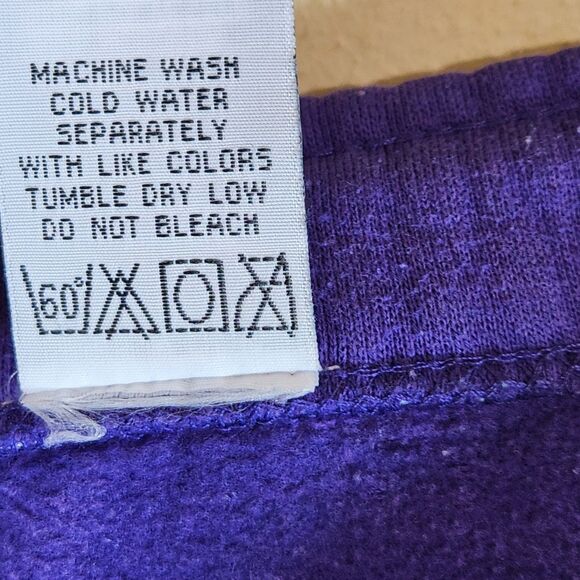 MACHINE WASH
COLD WATER
SEPARATELY
WITH LIKE COLORS
TUMBLE DRY LOW
DO NOT BLEACH
60°